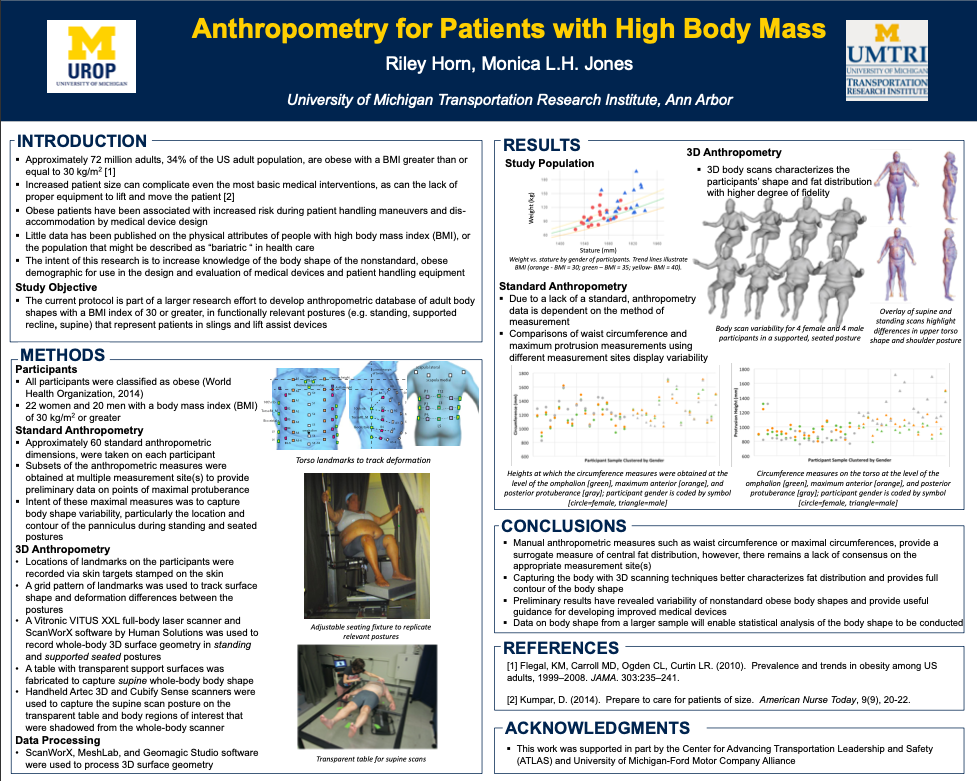 Anthropometry for Patients with High Body Mass
Riley Horn, Monica L.H. Jones
University of Michigan Transportation Research Institute, Ann Arbor
M
UROP
UNIVERSITY OF MICHIGAN
M
UMTRI
UNIVERSITY OF MICHIGAN
TRANSPORTATION
RESEARCH INSTITUTE
INTRODUCTION
▪ Approximately 72 million adults, 34% of the US adult population, are obese with a BMI greater than or
equal to 30 kg/m² [1]
▪ Increased patient size can complicate even the most basic medical interventions, as can the lack of
proper equipment to lift and move the patient [2]
▪ Obese patients have been associated with increased risk during patient handling maneuvers and dis-
accommodation by medical device design
▪ Little data has been published on the physical attributes of people with high body mass index (BMI), or
the population that might be described as “bariatric “ in health care
▪ The intent of this research is to increase knowledge of the body shape of the nonstandard, obese
demographic for use in the design and evaluation of medical devices and patient handling equipment
Study Objective
▪ The current protocol is part of a larger research effort to develop anthropometric database of adult body
shapes with a BMI index of 30 or greater, in functionally relevant postures (e.g. standing, supported
recline, supine) that represent patients in slings and lift assist devices
METHODS
Participants
▪ All participants were classified as obese (World
Health Organization, 2014)
▪ 22 women and 20 men with a body mass index (BMI)
of 30 kg/m² or greater
Standard Anthropometry
▪ Approximately 60 standard anthropometric
dimensions, were taken on each participant
▪ Subsets of the anthropometric measures were
obtained at multiple measurement site(s) to provide
preliminary data on points of maximal protuberance
▪ Intent of these maximal measures was to capture
body shape variability, particularly the location and
contour of the panniculus during standing and seated
postures
3D Anthropometry
• Locations of landmarks on the participants were
recorded via skin targets stamped on the skin
• A grid pattern of landmarks was used to track surface
shape and deformation differences between the
postures
• A Vitronic VITUS XXL full-body laser scanner and
ScanWorX software by Human Solutions was used to
record whole-body 3D surface geometry in standing
and supported seated postures
• A table with transparent support surfaces was
fabricated to capture supine whole-body body shape
• Handheld Artec 3D and Cubify Sense scanners were
used to capture the supine scan posture on the
transparent table and body regions of interest that
were shadowed from the whole-body scanner
Data Processing
• ScanWorX, MeshLab, and Geomagic Studio software
were used to process 3D surface geometry
Torso landmarks to track deformation
Adjustable seating fixture to replicate
relevant postures
Transparent table for supine scans
RESULTS
Study Population
Weight (kg)
Stature (mm)
Weight vs. stature by gender of participants. Trend lines illustrate
BMI (orange - BMI = 30; green – BMI = 35; yellow- BMI = 40).
Standard Anthropometry
▪ Due to a lack of a standard, anthropometry
data is dependent on the method of
measurement
▪ Comparisons of waist circumference and
maximum protrusion measurements using
different measurement sites display variability
3D Anthropometry
▪ 3D body scans characterizes the
participants’ shape and fat distribution
with higher degree of fidelity
Body scan variability for 4 female and 4 male
participants in a supported, seated posture
Overlay of supine and
standing scans highlight
differences in upper torso
shape and shoulder posture
Circumference (mm)
1800
1600
1400
1200
1000
800
600
Participant Sample Clustered by Gender
Heights at which the circumference measures were obtained at the
level of the omphalion [green], maximum anterior [orange], and
posterior protuberance [gray]; participant gender is coded by symbol
[circle=female, triangle=male]
Protrusion Height (mm)
1800
1600
1400
1200
1000
800
600
Participant Sample Clustered by Gender
Circumference measures on the torso at the level of the
omphalion [green], maximum anterior [orange], and posterior
protuberance [gray]; participant gender is coded by symbol
[circle=female, triangle=male]
CONCLUSIONS
▪ Manual anthropometric measures such as waist circumference or maximal circumferences, provide a
surrogate measure of central fat distribution, however, there remains a lack of consensus on the
appropriate measurement site(s)
▪ Capturing the body with 3D scanning techniques better characterizes fat distribution and provides full
contour of the body shape
▪ Preliminary results have revealed variability of nonstandard obese body shapes and provide useful
guidance for developing improved medical devices
▪ Data on body shape from a larger sample will enable statistical analysis of the body shape to be conducted
REFERENCES
[1] Flegal, KM, Carroll MD, Ogden CL, Curtin LR. (2010). Prevalence and trends in obesity among US
adults, 1999–2008. JAMA. 303:235–241.
[2] Kumpar, D. (2014). Prepare to care for patients of size. American Nurse Today, 9(9), 20-22.
ACKNOWLEDGMENTS
▪ This work was supported in part by the Center for Advancing Transportation Leadership and Safety
(ATLAS) and University of Michigan-Ford Motor Company Alliance